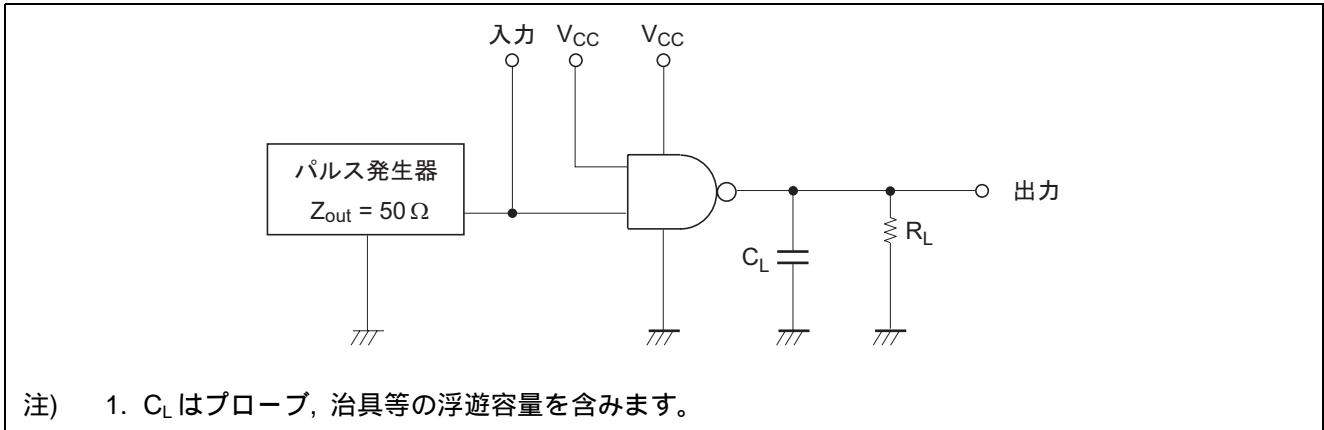 入力 VCC VCC
パルス発生器
Zout = 50 Ω
出力
CL
RL
注) 1. CL はプローブ, 治具等の浮遊容量を含みます。